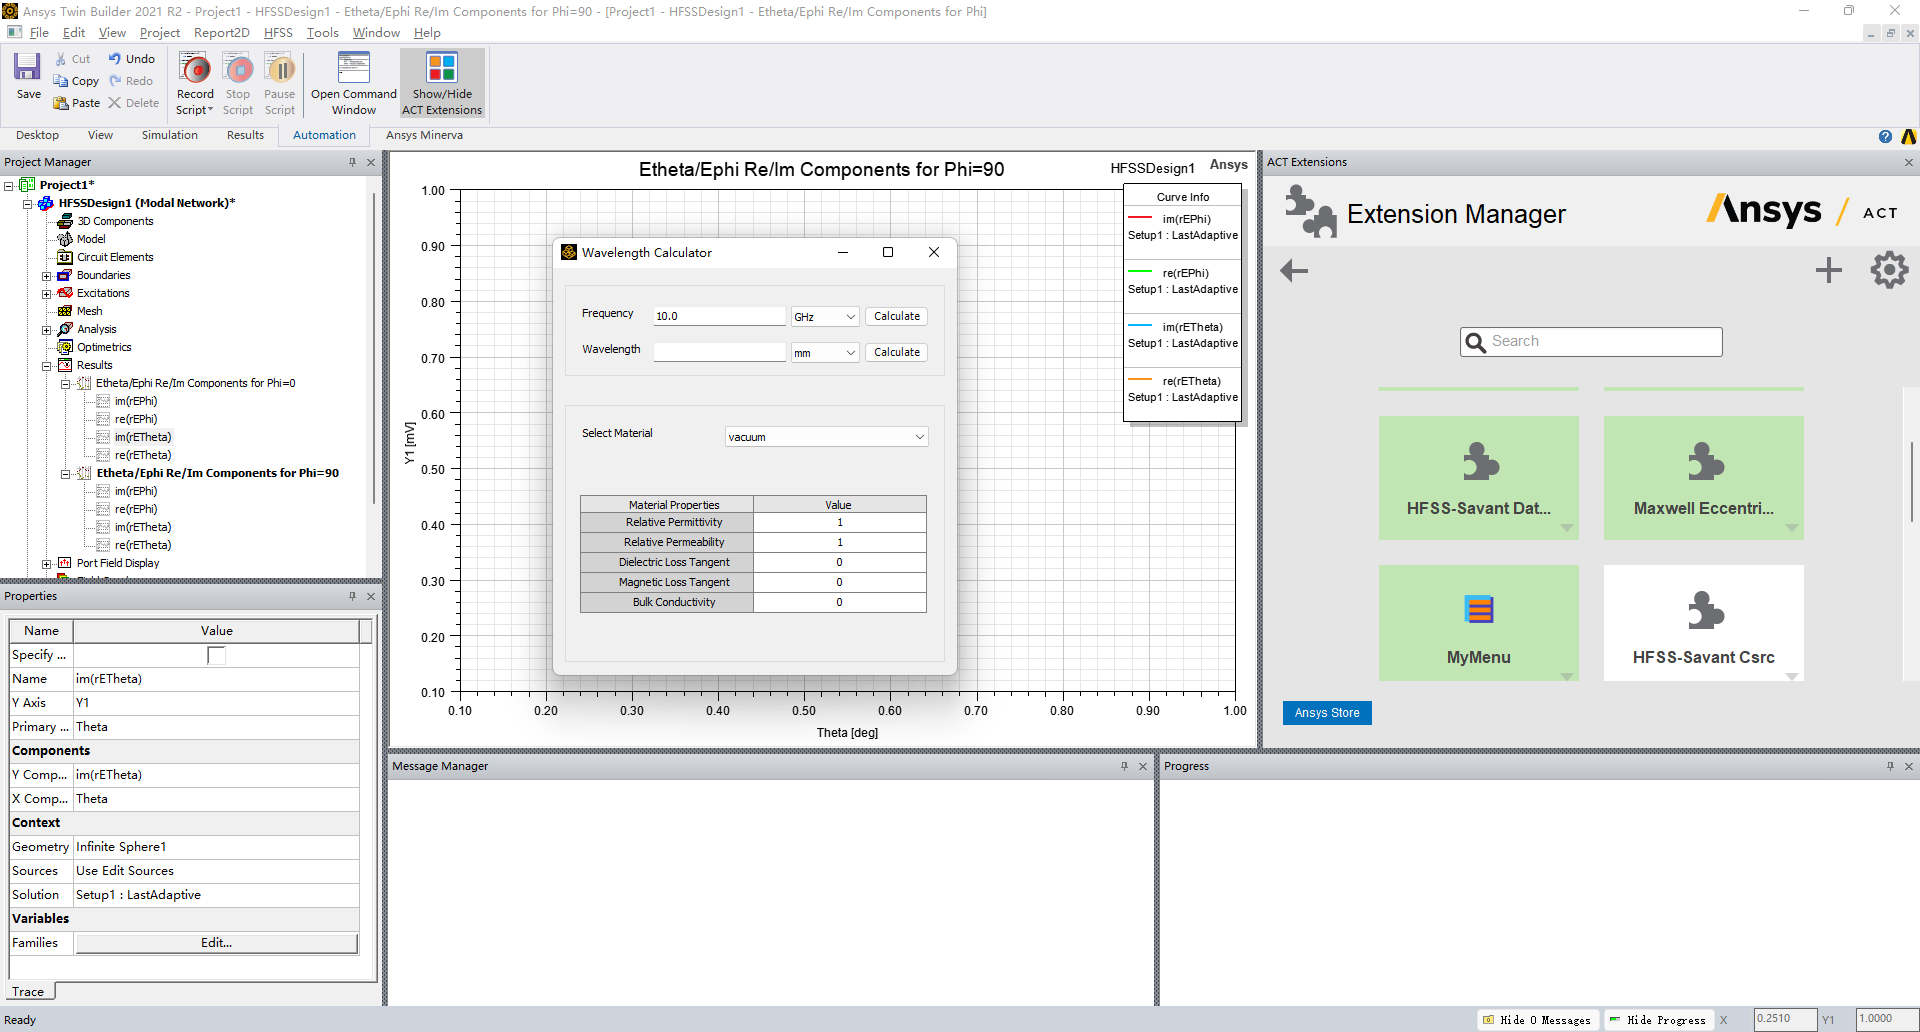 Ansys Twin Builder 2021 R2 - Project1 - HFSSDesign1 - Etheta/Ephi Re/Im Components for Phi=90 - [Project1 - HFSSDesign1 - Etheta/Ephi Re/Im Components for Phi]
File Edit View Project Report2D HFSS Tools Window Help
Save
Cut
Copy
Paste
Undo
Redo
Delete
Record Script
Stop Script
Pause Script
Open Command Window
Show/Hide ACT Extensions
Desktop View Simulation Results Automation Ansys Minerva
Project Manager
Project1*
HFSSDesign1 (Modal Network)*
3D Components
Model
Circuit Elements
Boundaries
Excitations
Mesh
Analysis
Optimetrics
Results
Etheta/Ephi Re/Im Components for Phi=0
im(rEPhi)
re(rEPhi)
im(rETheta)
re(rETheta)
Etheta/Ephi Re/Im Components for Phi=90
im(rEPhi)
re(rEPhi)
im(rETheta)
re(rETheta)
Port Field Display
Properties
Name Value
Specify ...
Name im(rETheta)
Y Axis Y1
Primary ... Theta
Components
Y Comp... im(rETheta)
X Comp... Theta
Context
Geometry Infinite Sphere1
Sources Use Edit Sources
Solution Setup1 : LastAdaptive
Variables
Families Edit...
Trace
Etheta/Ephi Re/Im Components for Phi=90
HFSSDesign1
Ansys
Curve Info
im(rEPhi)
Setup1 : LastAdaptive
re(rEPhi)
Setup1 : LastAdaptive
im(rETheta)
Setup1 : LastAdaptive
re(rETheta)
Setup1 : LastAdaptive
1.00
0.90
0.80
0.70
0.60
0.50
0.40
0.30
0.20
0.10
Y1 [mV]
0.10 0.20 0.30 0.40 0.50 0.60 0.70 0.80 0.90 1.00
Theta [deg]
Wavelength Calculator
Frequency 10.0 GHz Calculate
Wavelength mm Calculate
Select Material vacuum
Material Properties Value
Relative Permittivity 1
Relative Permeability 1
Dielectric Loss Tangent 0
Magnetic Loss Tangent 0
Bulk Conductivity 0
ACT Extensions
Extension Manager
Ansys / ACT
Search
HFSS-Savant Dat...
Maxwell Eccentri...
MyMenu
HFSS-Savant Csrc
Ansys Store
Message Manager
Progress
Ready
Hide 0 Messages
Hide Progress
X 0.2510 Y1 1.0000